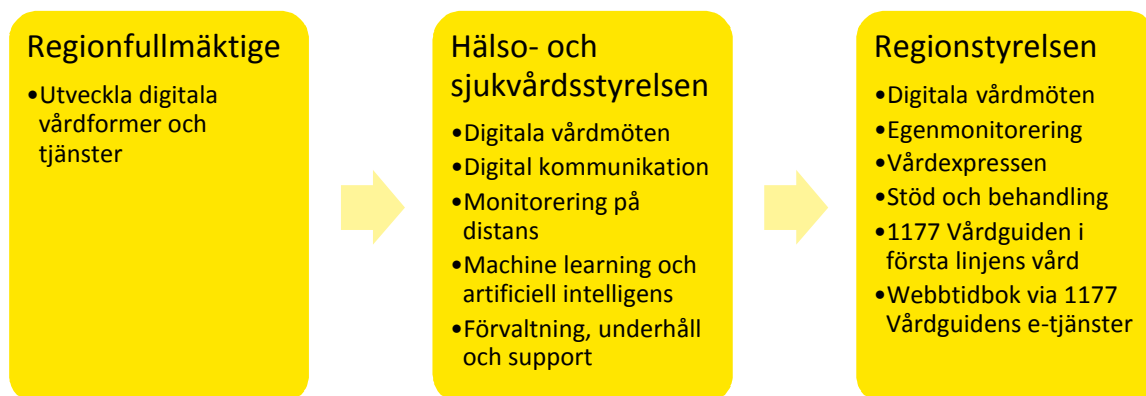 Regionfullmäktige
•Utveckla digitala
vårdformer och
tjänster
Hälso- och
sjukvårdsstyrelsen
•Digitala vårdmöten
•Digital kommunikation
•Monitorering på
distans
•Machine learning och
artificiell intelligens
•Förvaltning, underhåll
och support
Regionstyrelsen
•Digitala vårdmöten
•Egenmonitorering
•Vårdexpressen
•Stöd och behandling
•1177 Vårdguiden i
första linjens vård
•Webbtidbok via 1177
Vårdguidens e-tjänster